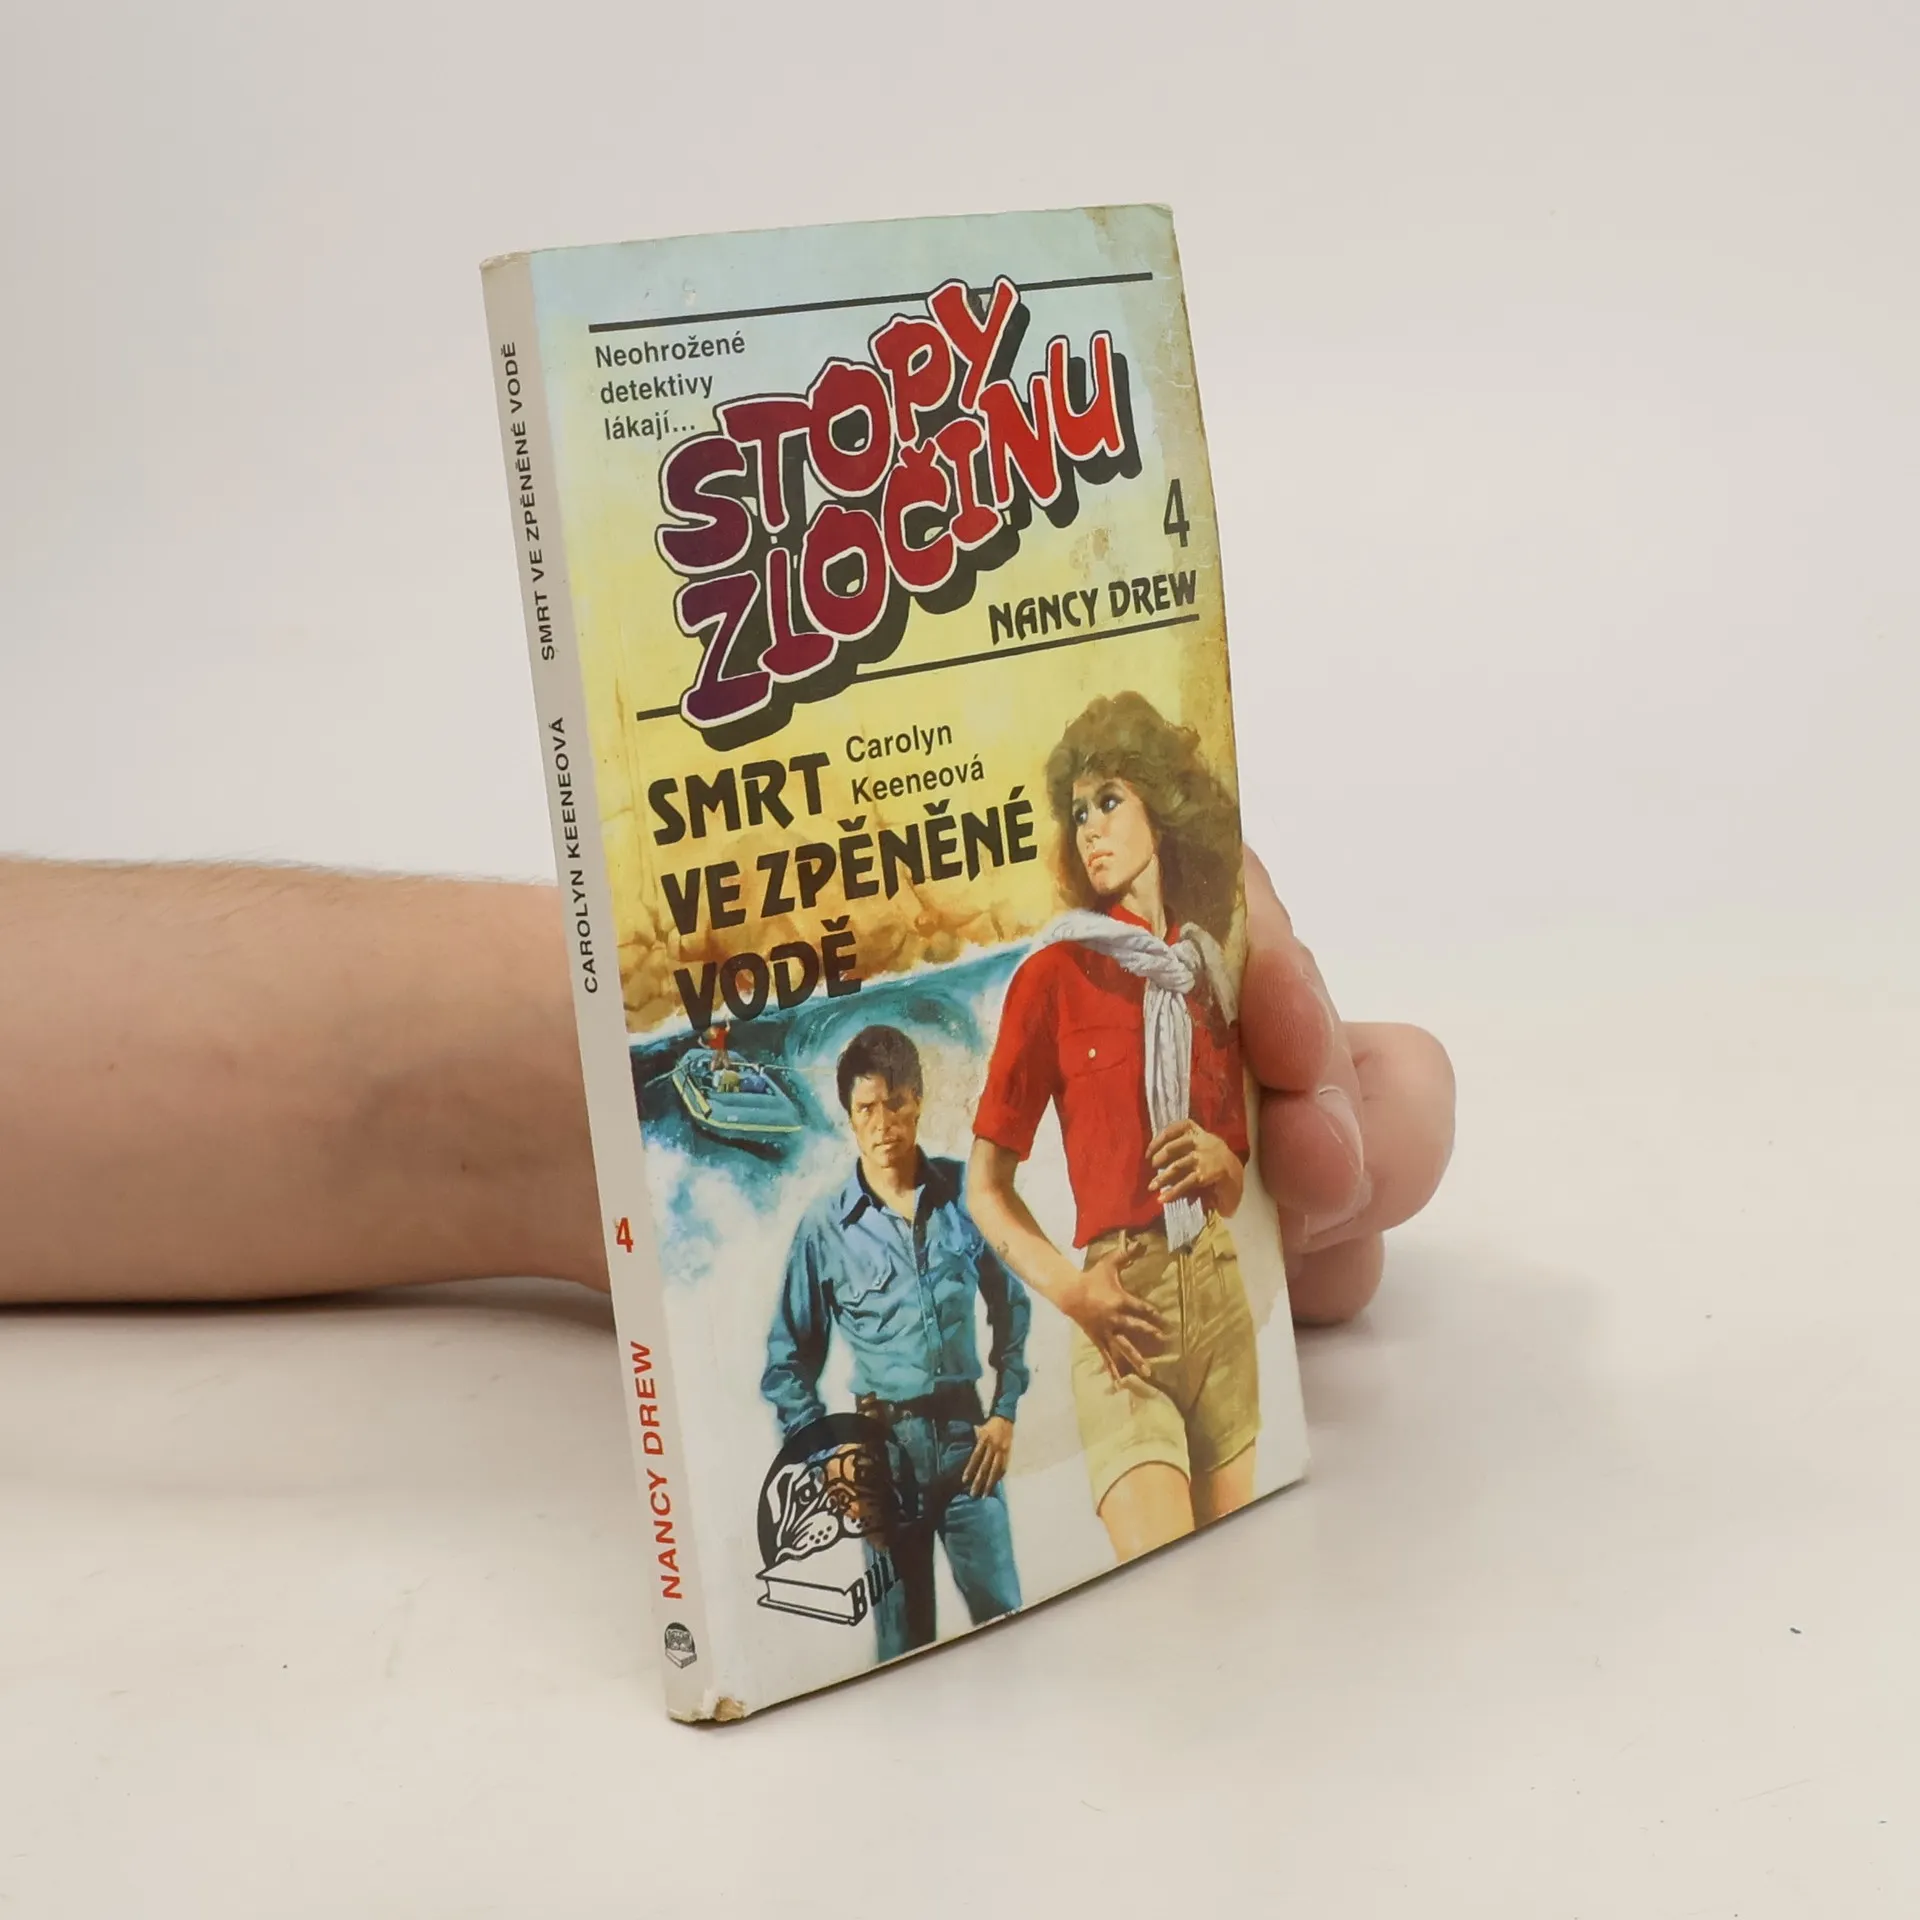 Neohrožené
detektivy
lákají...
STOPY
ZLOČINU
4
NANCY DREW
SMRT
Carolyn
Keeneová
VE ZPĚNĚNÉ
VODĚ
CAROLYN KEENEOVÁ SMRT VE ZPĚNĚNÉ VODĚ
NANCY DREW 4